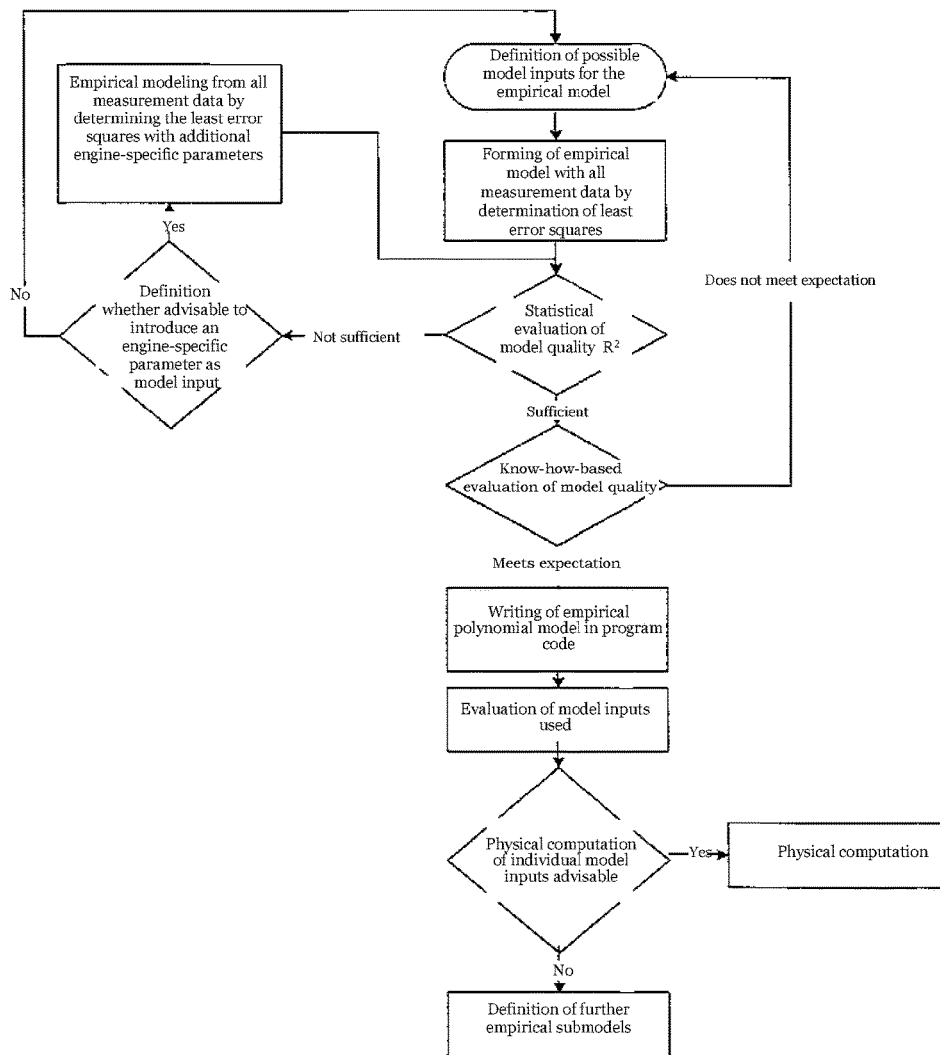 Definition of possible
model inputs for the
empirical model
Empirical modeling from all
measurement data by
determining the least error
squares with additional
engine-specific parameters
Forming of empirical
model with all
measurement data by
determination of least
error squares
Yes
Does not meet expectation
No
Definition
whether advisable to
introduce an
engine-specific
parameter as
model input
Not sufficient
Statistical
evaluation of
model quality R²
Sufficient
Know-how-based
evaluation of model quality
Meets expectation
Writing of empirical
polynomial model in program
code
Evaluation of model inputs
used
Physical computation
of individual model
inputs advisable
Yes
Physical computation
No
Definition of further
empirical submodels